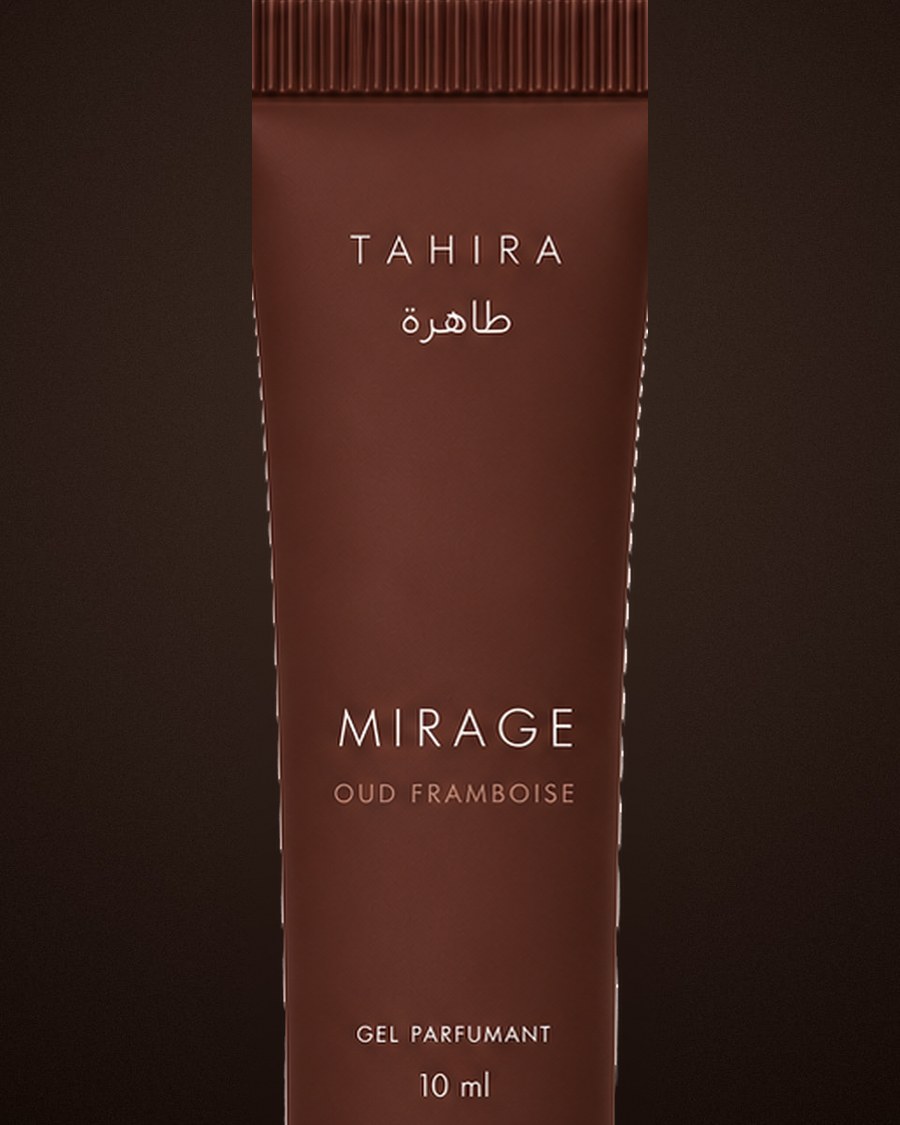 TAHIRA
طاهرة
MIRAGE
OUD FRAMBOISE
GEL PARFUMANT
10 ml